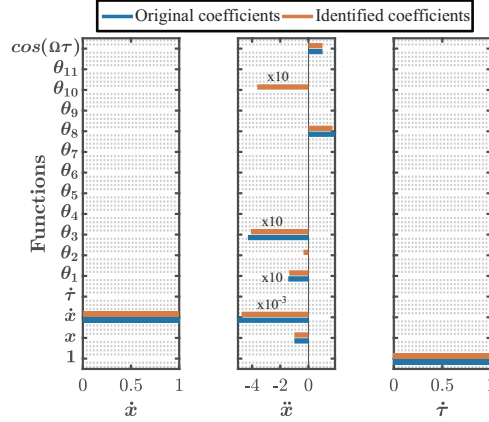 Original coefficients Identified coefficients
Functions
cos(Ωτ)
θ₁₁
θ₁₀
θ₉
θ₈
θ₇
θ₆
θ₅
θ₄
θ₃
θ₂
θ₁
τ̇
ẋ
x
1
x10
x10
x10
x10⁻³
0 0.5 1 -4 -2 0 0 0.5 1
ẋ ẍ τ̇